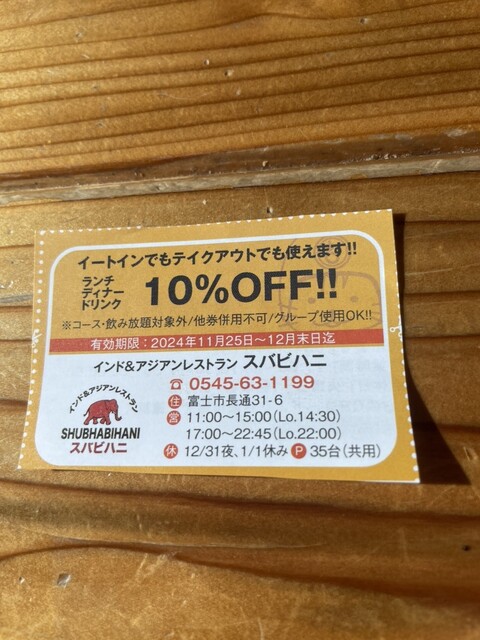 イートインでもテイクアウトでも使えます!!
ランチ
ディナー
ドリンク
10%OFF!!
※コース・飲み放題対象外/他券併用不可/グループ使用OK!!
有効期限：2024年11月25日〜12月末日迄
インド&アジアンレストラン スバビハニ
☎ 0545-63-1199
住 富士市長通31-6
営 11:00〜15:00(Lo.14:30)
17:00〜22:45(Lo.22:00)
休 12/31夜、1/1休み P 35台(共用)
インド&アジアンレストラン
SHUBHABIHANI
スバビハニ